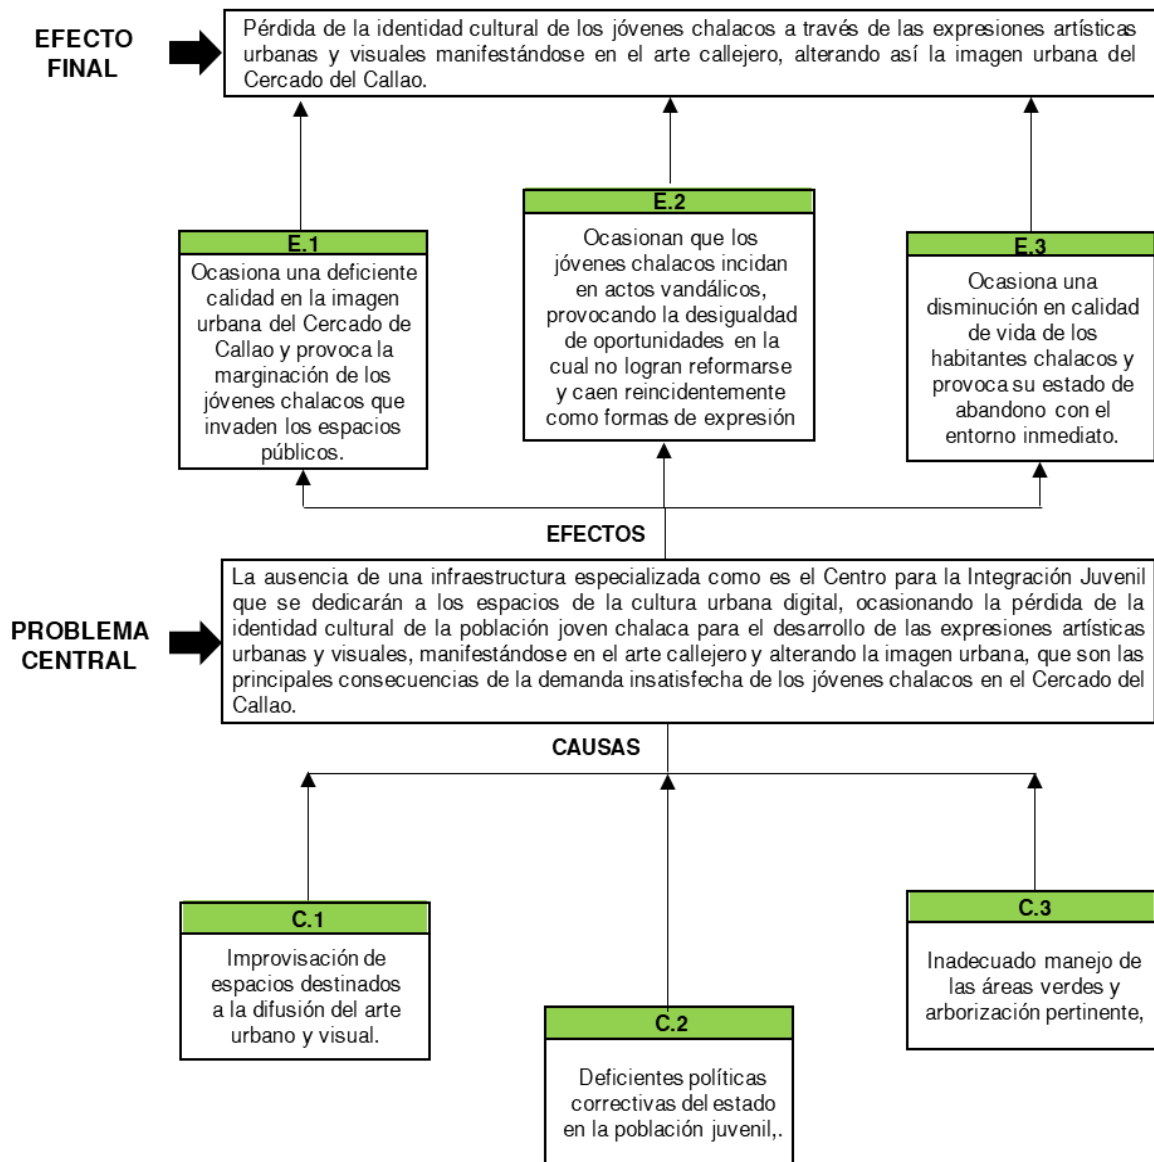 EFECTO
FINAL
Pérdida de la identidad cultural de los jóvenes chalacos a través de las expresiones artísticas
urbanas y visuales manifestándose en el arte callejero, alterando así la imagen urbana del
Cercado del Callao.
E.1
Ocasiona una deficiente
calidad en la imagen
urbana del Cercado de
Callao y provoca la
marginación de los
jóvenes chalacos que
invaden los espacios
públicos.
E.2
Ocasionan que los
jóvenes chalacos incidan
en actos vandálicos,
provocando la desigualdad
de oportunidades en la
cual no logran reformarse
y caen reincidentemente
como formas de expresión
E.3
Ocasiona una
disminución en calidad
de vida de los
habitantes chalacos y
provoca su estado de
abandono con el
entorno inmediato.
EFECTOS
PROBLEMA
CENTRAL
La ausencia de una infraestructura especializada como es el Centro para la Integración Juvenil
que se dedicarán a los espacios de la cultura urbana digital, ocasionando la pérdida de la
identidad cultural de la población joven chalaca para el desarrollo de las expresiones artísticas
urbanas y visuales, manifestándose en el arte callejero y alterando la imagen urbana, que son las
principales consecuencias de la demanda insatisfecha de los jóvenes chalacos en el Cercado del
Callao.
CAUSAS
C.1
Improvisación de
espacios destinados
a la difusión del arte
urbano y visual.
C.2
Deficientes políticas
correctivas del estado
en la población juvenil,.
C.3
Inadecuado manejo de
las áreas verdes y
arborización pertinente,